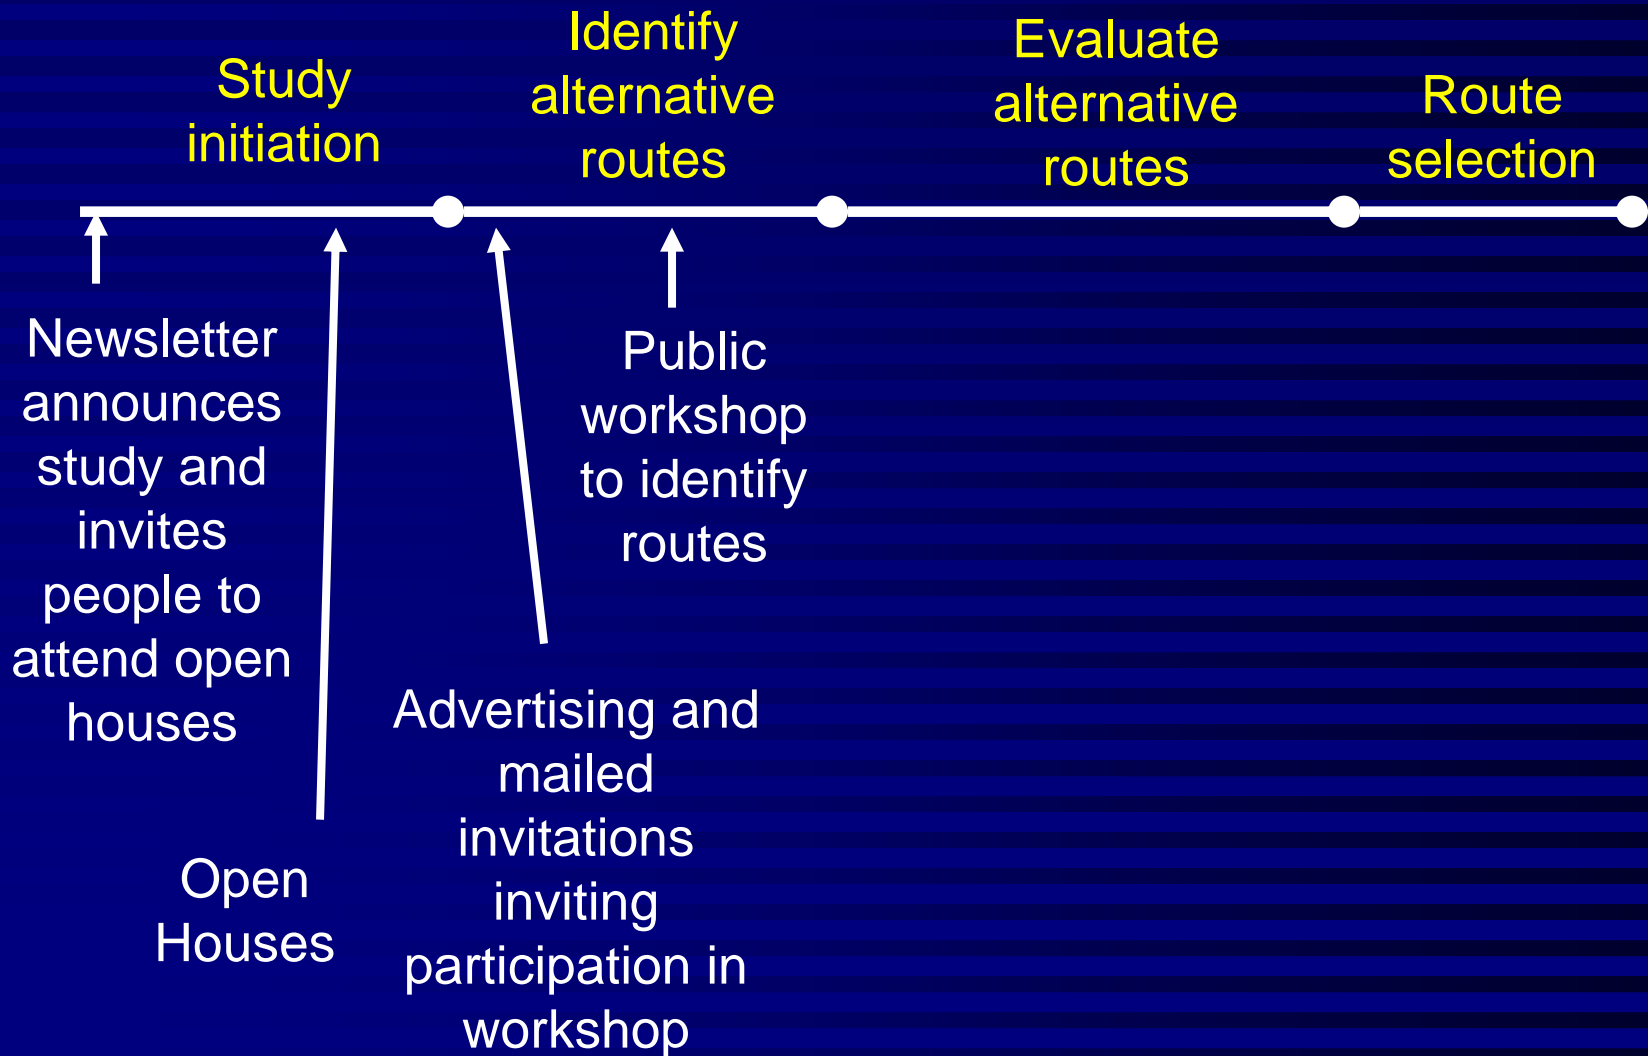 Study
initiation
Identify
alternative
routes
Evaluate
alternative
routes
Route
selection
Newsletter
announces
study and
invites
people to
attend open
houses
Open
Houses
Advertising and
mailed
invitations
inviting
participation in
workshop
Public
workshop
to identify
routes